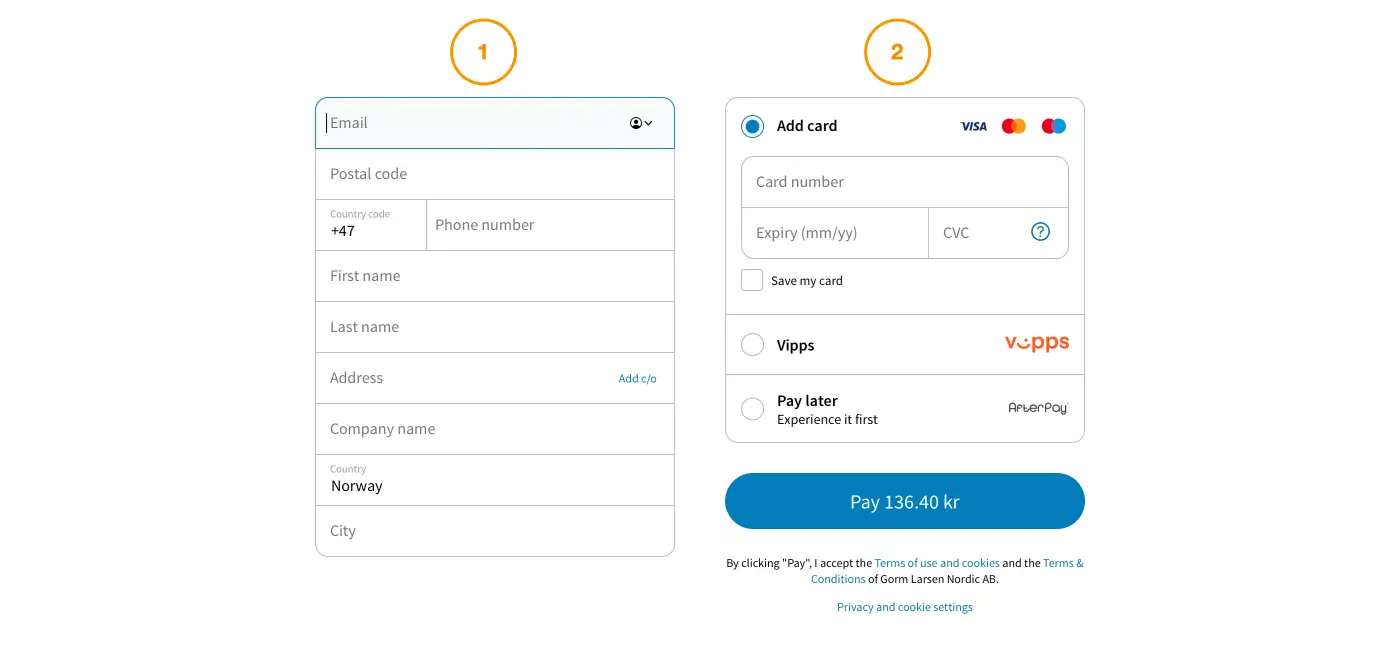 1
Email
Postal code
Country code
+47
Phone number
First name
Last name
Address
Add c/o
Company name
Country
Norway
City
2
Add card
VISA
Card number
Expiry (mm/yy)
CVC
?
Save my card
Vipps
vipps
Pay later
Experience it first
AfterPay
Pay 136.40 kr
By clicking "Pay", I accept the Terms of use and cookies and the Terms &
Conditions of Gorm Larsen Nordic AB.
Privacy and cookie settings